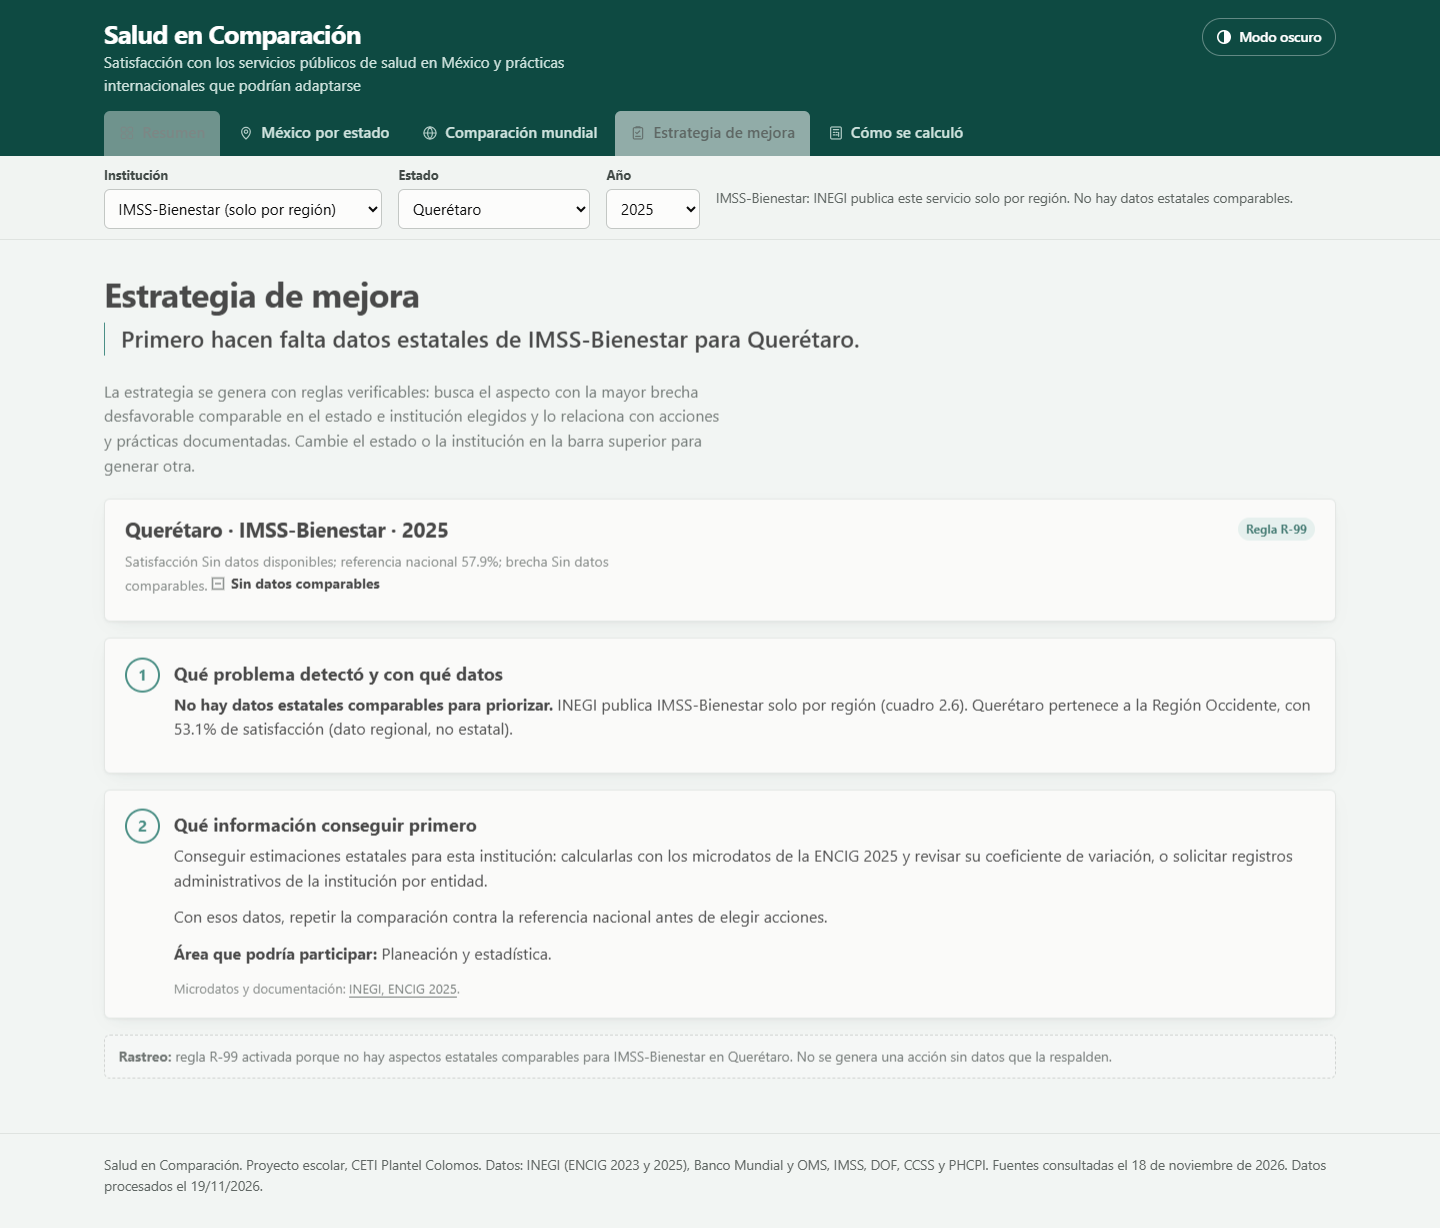 Salud en Comparación
Satisfacción con los servicios públicos de salud en México y prácticas
internacionales que podrían adaptarse
Modo oscuro
Resumen
México por estado
Comparación mundial
Estrategia de mejora
Cómo se calculó
Institución
Estado
Año
IMSS-Bienestar (solo por región)
Querétaro
2025
IMSS-Bienestar: INEGI publica este servicio solo por región. No hay datos estatales comparables.
Estrategia de mejora
Primero hacen falta datos estatales de IMSS-Bienestar para Querétaro.
La estrategia se genera con reglas verificables: busca el aspecto con la mayor brecha
desfavorable comparable en el estado e institución elegidos y lo relaciona con acciones
y prácticas documentadas. Cambie el estado o la institución en la barra superior para
generar otra.
Querétaro · IMSS-Bienestar · 2025
Regla R-99
Satisfacción Sin datos disponibles; referencia nacional 57.9%; brecha Sin datos
comparables. Sin datos comparables
1
Qué problema detectó y con qué datos
No hay datos estatales comparables para priorizar. INEGI publica IMSS-Bienestar solo por región (cuadro 2.6). Querétaro pertenece a la Región Occidente, con
53.1% de satisfacción (dato regional, no estatal).
2
Qué información conseguir primero
Conseguir estimaciones estatales para esta institución: calcularlas con los microdatos de la ENCIG 2025 y revisar su coeficiente de variación, o solicitar registros
administrativos de la institución por entidad.
Con esos datos, repetir la comparación contra la referencia nacional antes de elegir acciones.
Área que podría participar: Planeación y estadística.
Microdatos y documentación: INEGI, ENCIG 2025.
Rastreo: regla R-99 activada porque no hay aspectos estatales comparables para IMSS-Bienestar en Querétaro. No se genera una acción sin datos que la respalden.
Salud en Comparación. Proyecto escolar, CETI Plantel Colomos. Datos: INEGI (ENCIG 2023 y 2025), Banco Mundial y OMS, IMSS, DOF, CCSS y PHCPI. Fuentes consultadas el 18 de noviembre de 2026. Datos
procesados el 19/11/2026.